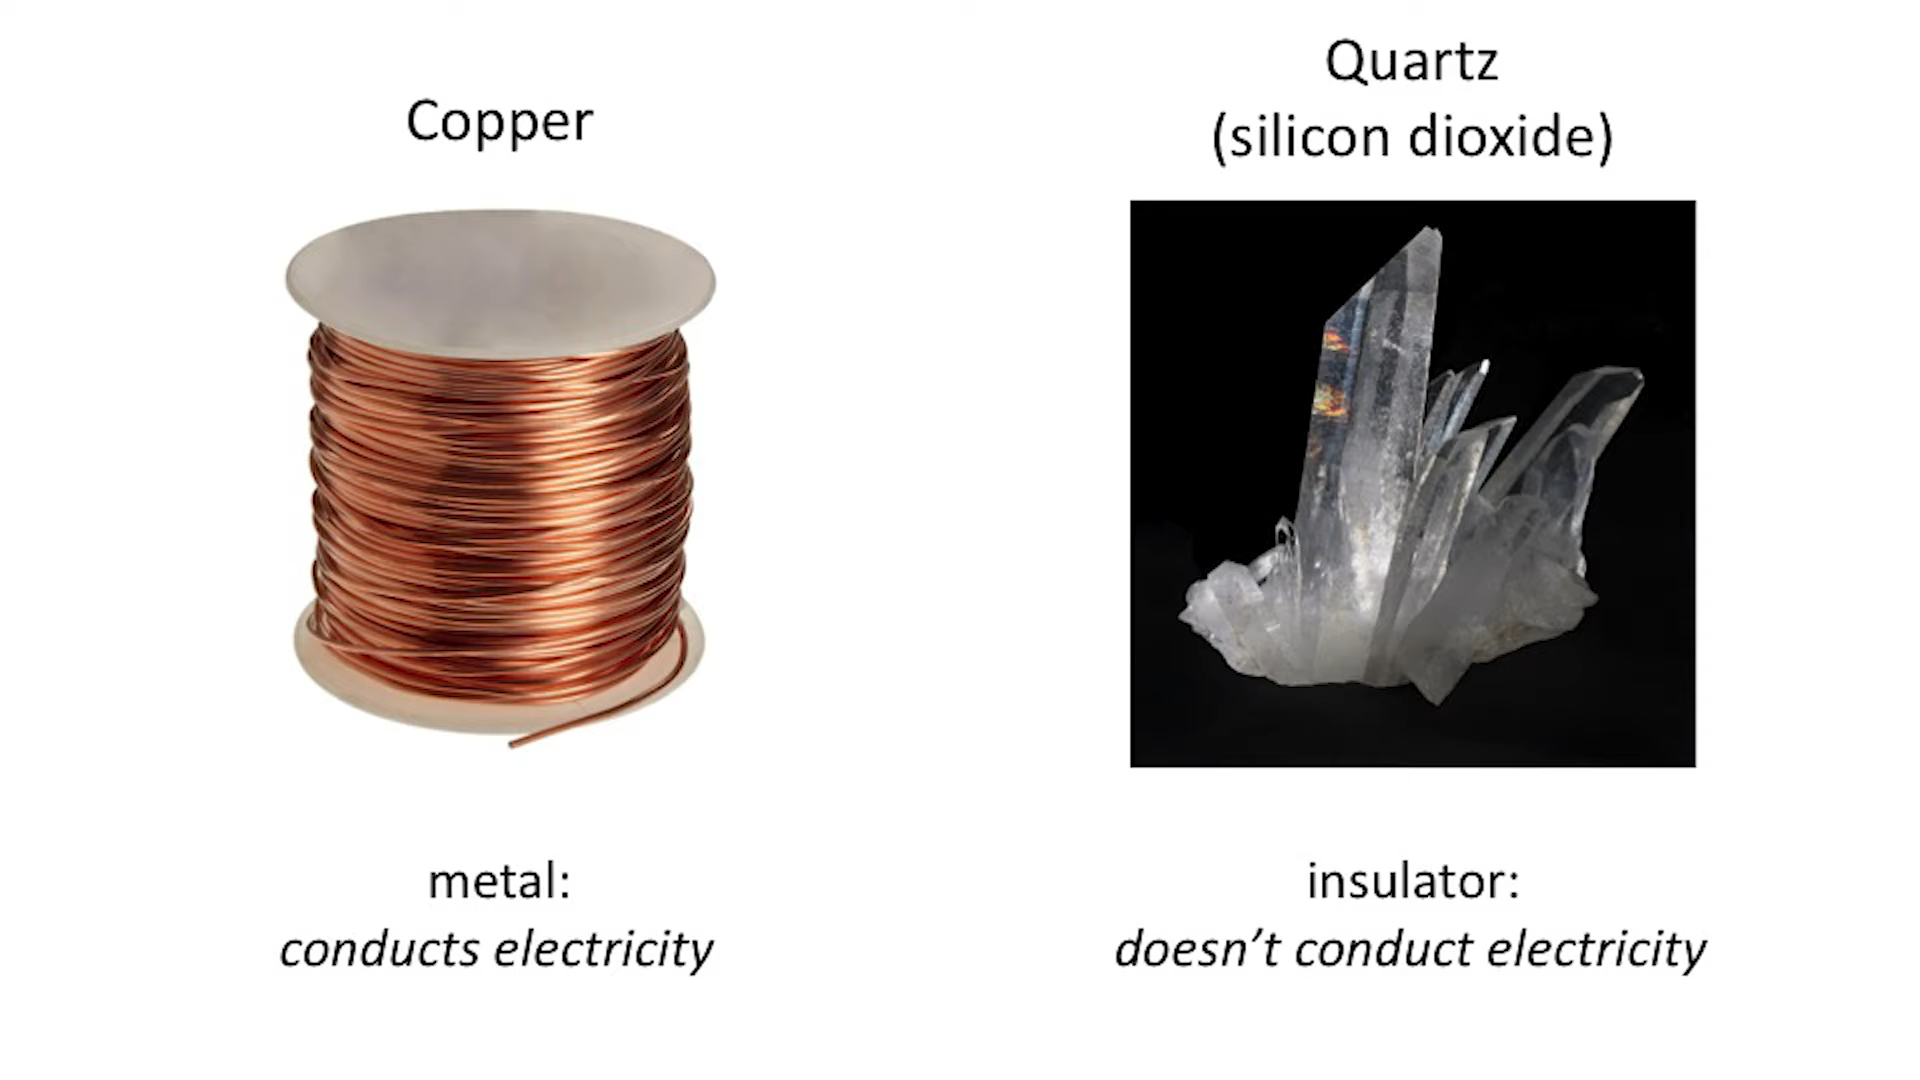 Copper
Quartz
(silicon dioxide)
metal:
conducts electricity
insulator:
doesn’t conduct electricity